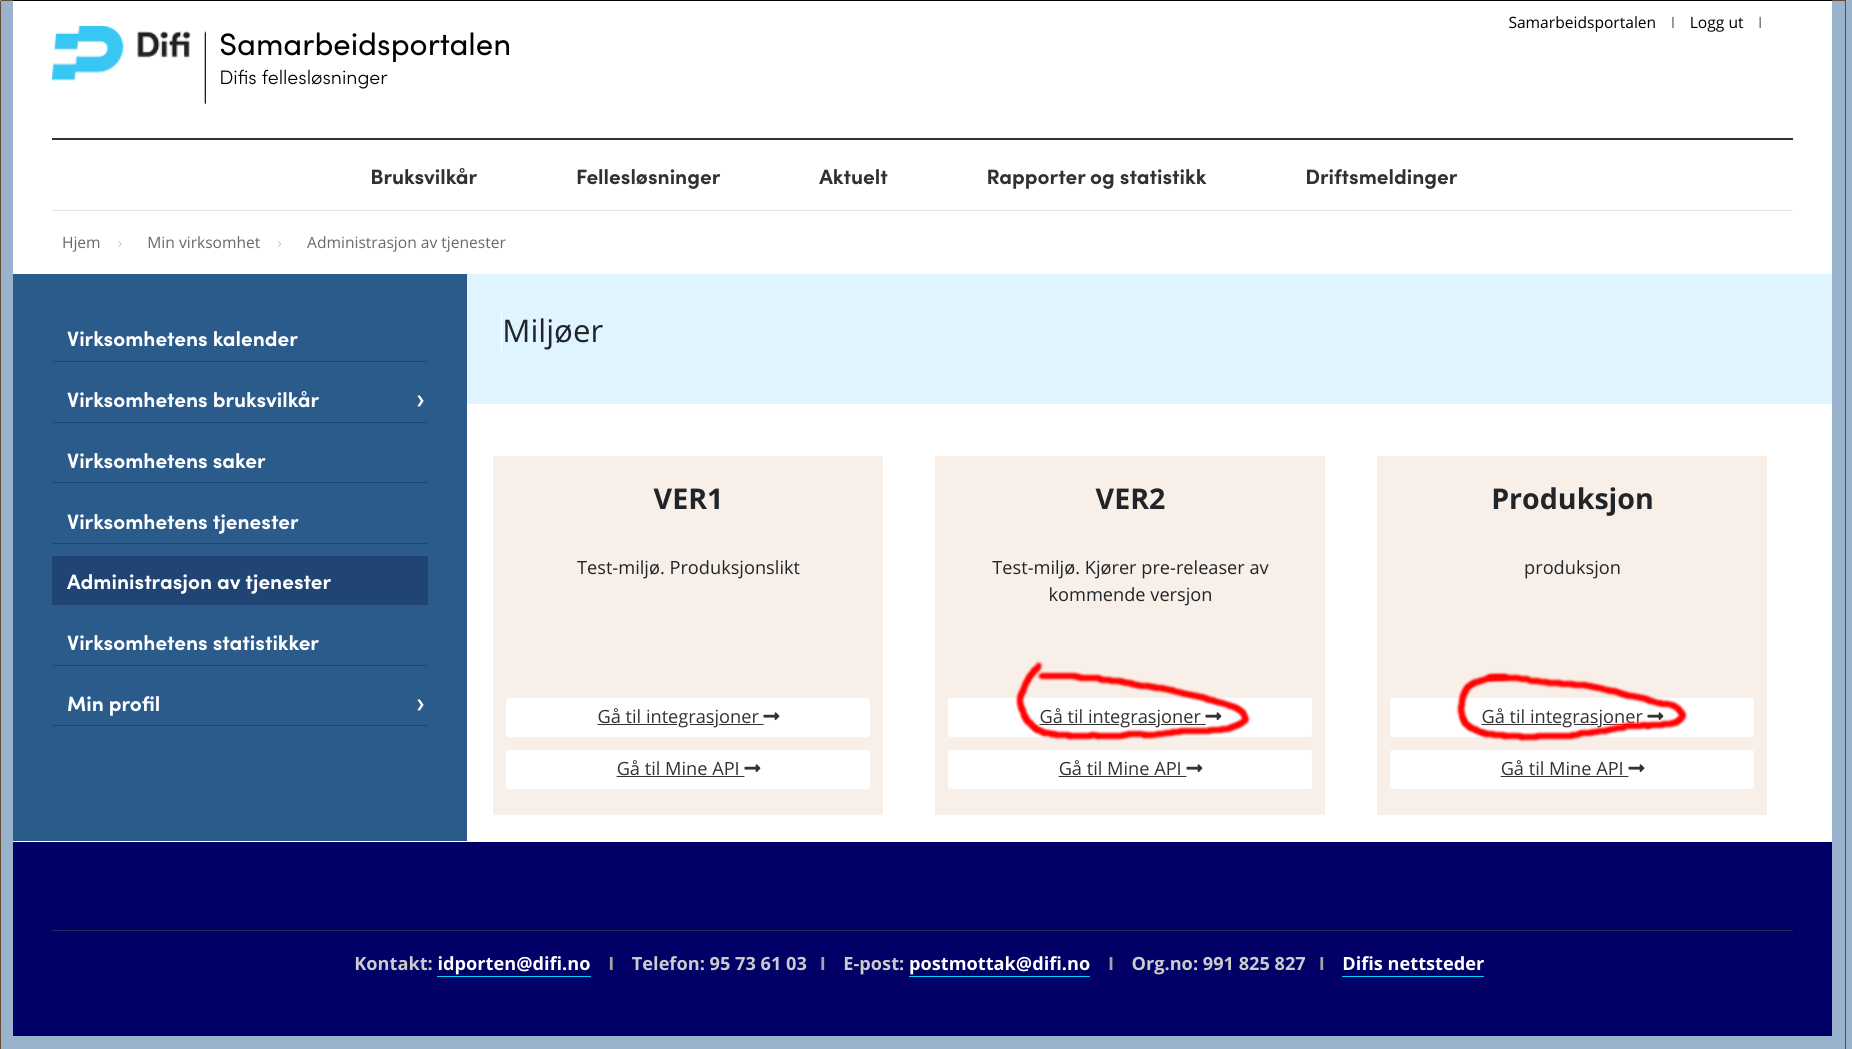 Difi
Samarbeidsportalen
Difis fellesløsninger
Samarbeidsportalen | Logg ut |
Bruksvilkår Fellesløsninger Aktuelt Rapporter og statistikk Driftsmeldinger
Hjem › Min virksomhet › Administrasjon av tjenester
Virksomhetens kalender
Virksomhetens bruksvilkår ›
Virksomhetens saker
Virksomhetens tjenester
Administrasjon av tjenester
Virksomhetens statistikker
Min profil ›
Miljøer
VER1
Test-miljø. Produksjonslikt
Gå til integrasjoner →
Gå til Mine API →
VER2
Test-miljø. Kjører pre-releaser av
kommende versjon
Gå til integrasjoner →
Gå til Mine API →
Produksjon
produksjon
Gå til integrasjoner →
Gå til Mine API →
Kontakt: idporten@difi.no | Telefon: 95 73 61 03 | E-post: postmottak@difi.no | Org.no: 991 825 827 | Difis nettsteder